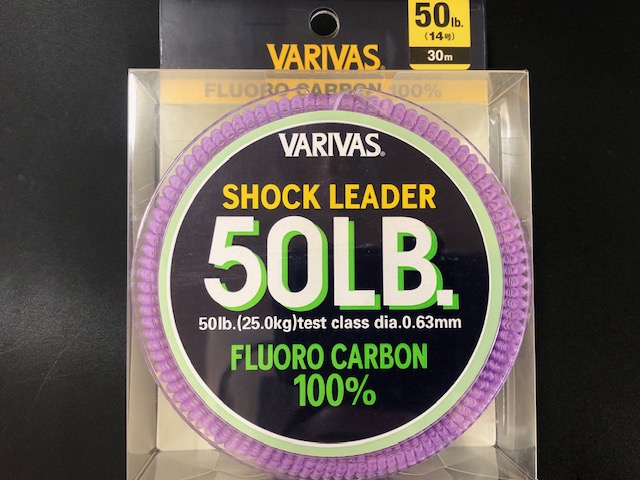 50lb.
(14号)
30m
VARIVAS®
FLUORO CARBON 100%
VARIVAS®
SHOCK LEADER
50LB.
50lb.(25.0kg)test class dia.0.63mm
FLUORO CARBON
100%